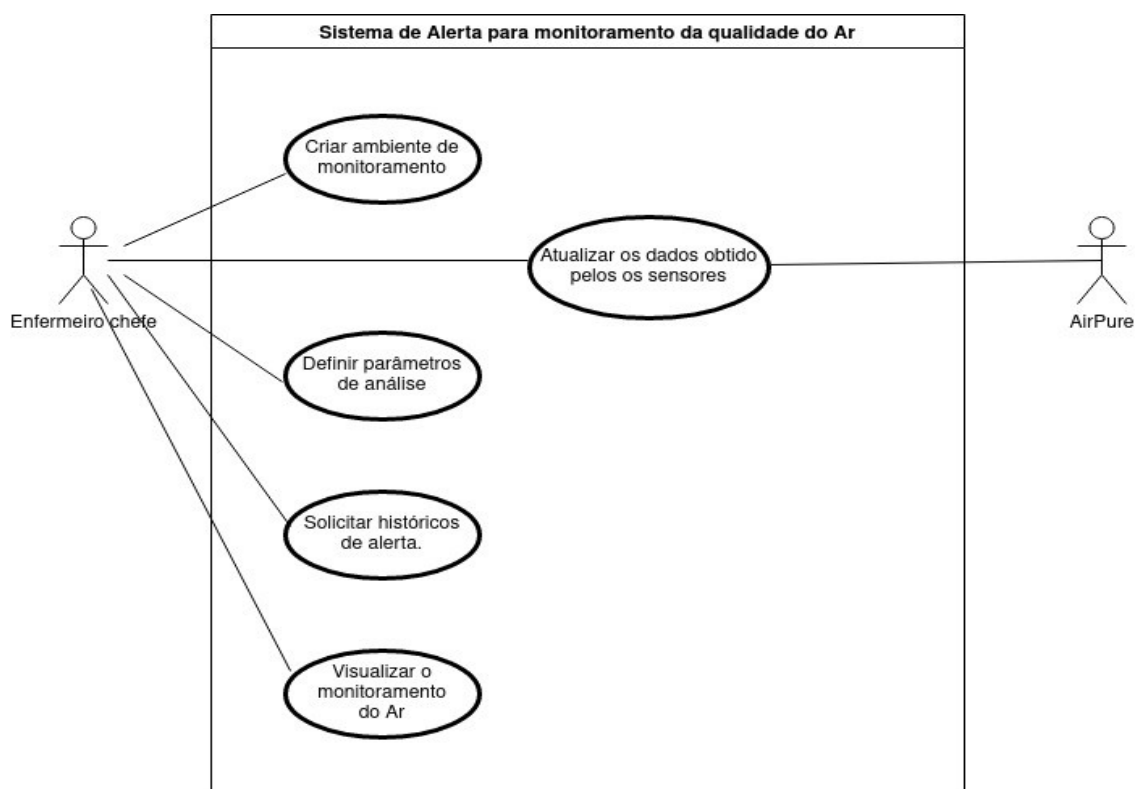 Sistema de Alerta para monitoramento da qualidade do Ar
Criar ambiente de
monitoramento
Atualizar os dados obtido
pelos os sensores
Enfermeiro chefe
AirPure
Definir parâmetros
de análise
Solicitar históricos
de alerta.
Visualizar o
monitoramento
do Ar